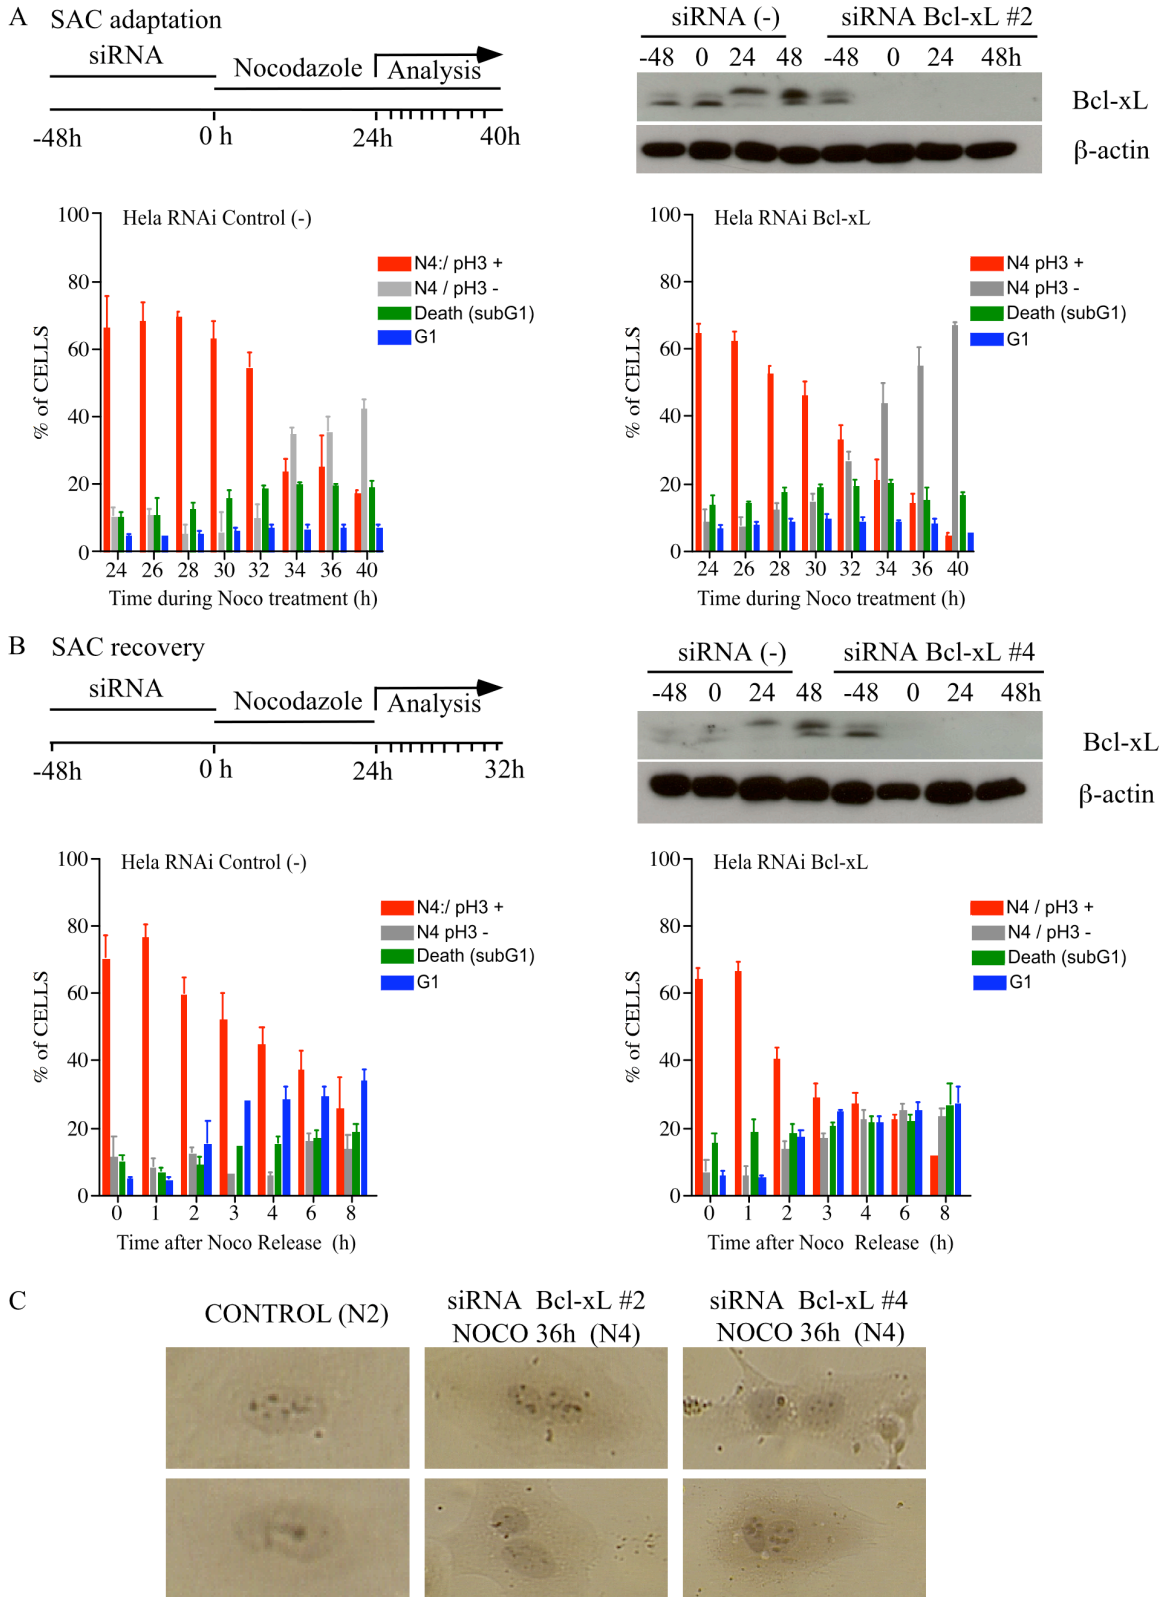 A SAC adaptation
siRNA
Nocodazole
Analysis
-48h 0 h 24h 40h
siRNA (-) siRNA Bcl-xL #2
-48 0 24 48 -48 0 24 48h
Bcl-xL
β-actin
Hela RNAi Control (-)
N4:/ pH3 +
N4 / pH3 -
Death (subG1)
G1
% of CELLS
100
80
60
40
20
0
24 26 28 30 32 34 36 40
Time during Noco treatment (h)
Hela RNAi Bcl-xL
N4 pH3 +
N4 pH3 -
Death (subG1)
G1
% of CELLS
100
80
60
40
20
0
24 26 28 30 32 34 36 40
Time during Noco treatment (h)
B SAC recovery
siRNA
Nocodazole
Analysis
-48h 0 h 24h 32h
siRNA (-) siRNA Bcl-xL #4
-48 0 24 48 -48 0 24 48h
Bcl-xL
β-actin
Hela RNAi Control (-)
N4:/ pH3 +
N4 pH3 -
Death (subG1)
G1
% of CELLS
100
80
60
40
20
0
0 1 2 3 4 6 8
Time after Noco Release (h)
Hela RNAi Bcl-xL
N4 / pH3 +
N4 / pH3 -
Death (subG1)
G1
% of CELLS
100
80
60
40
20
0
0 1 2 3 4 6 8
Time after Noco Release (h)
C
CONTROL (N2)
siRNA Bcl-xL #2
NOCO 36h (N4)
siRNA Bcl-xL #4
NOCO 36h (N4)